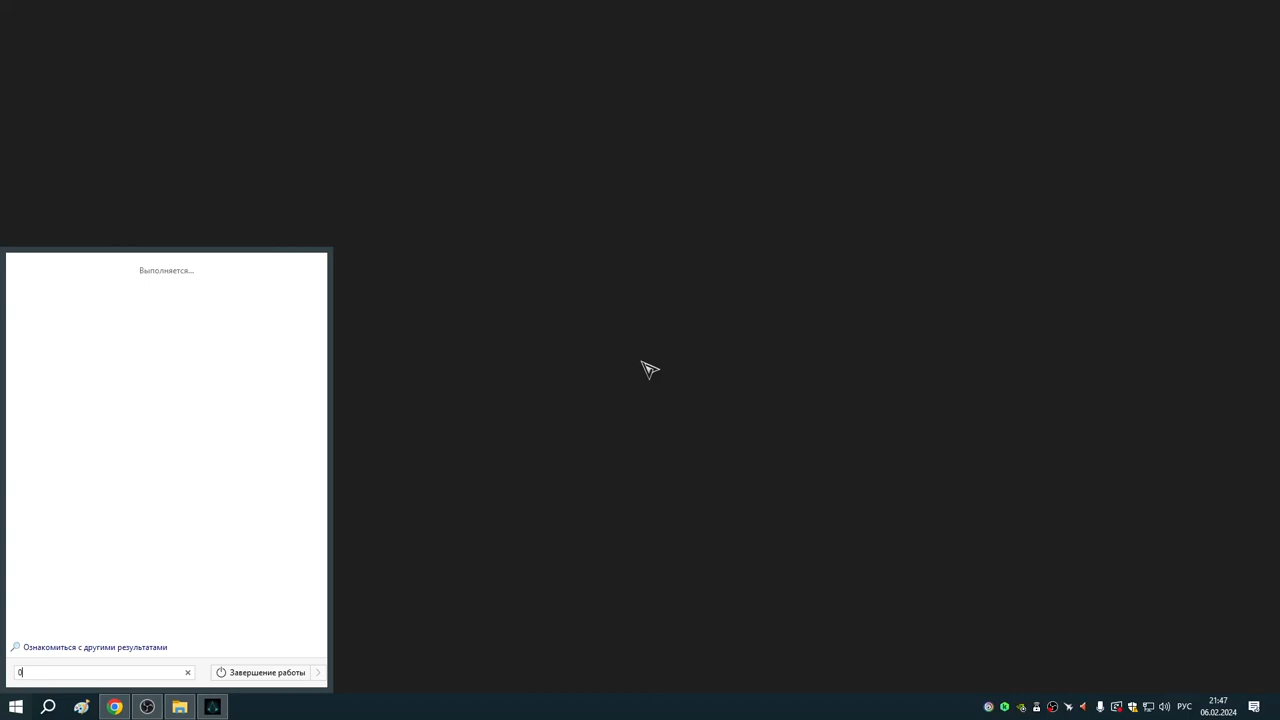 Выполняется...
Ознакомиться с другими результатами
0
Завершение работы
РУС
21:47
06.02.2024